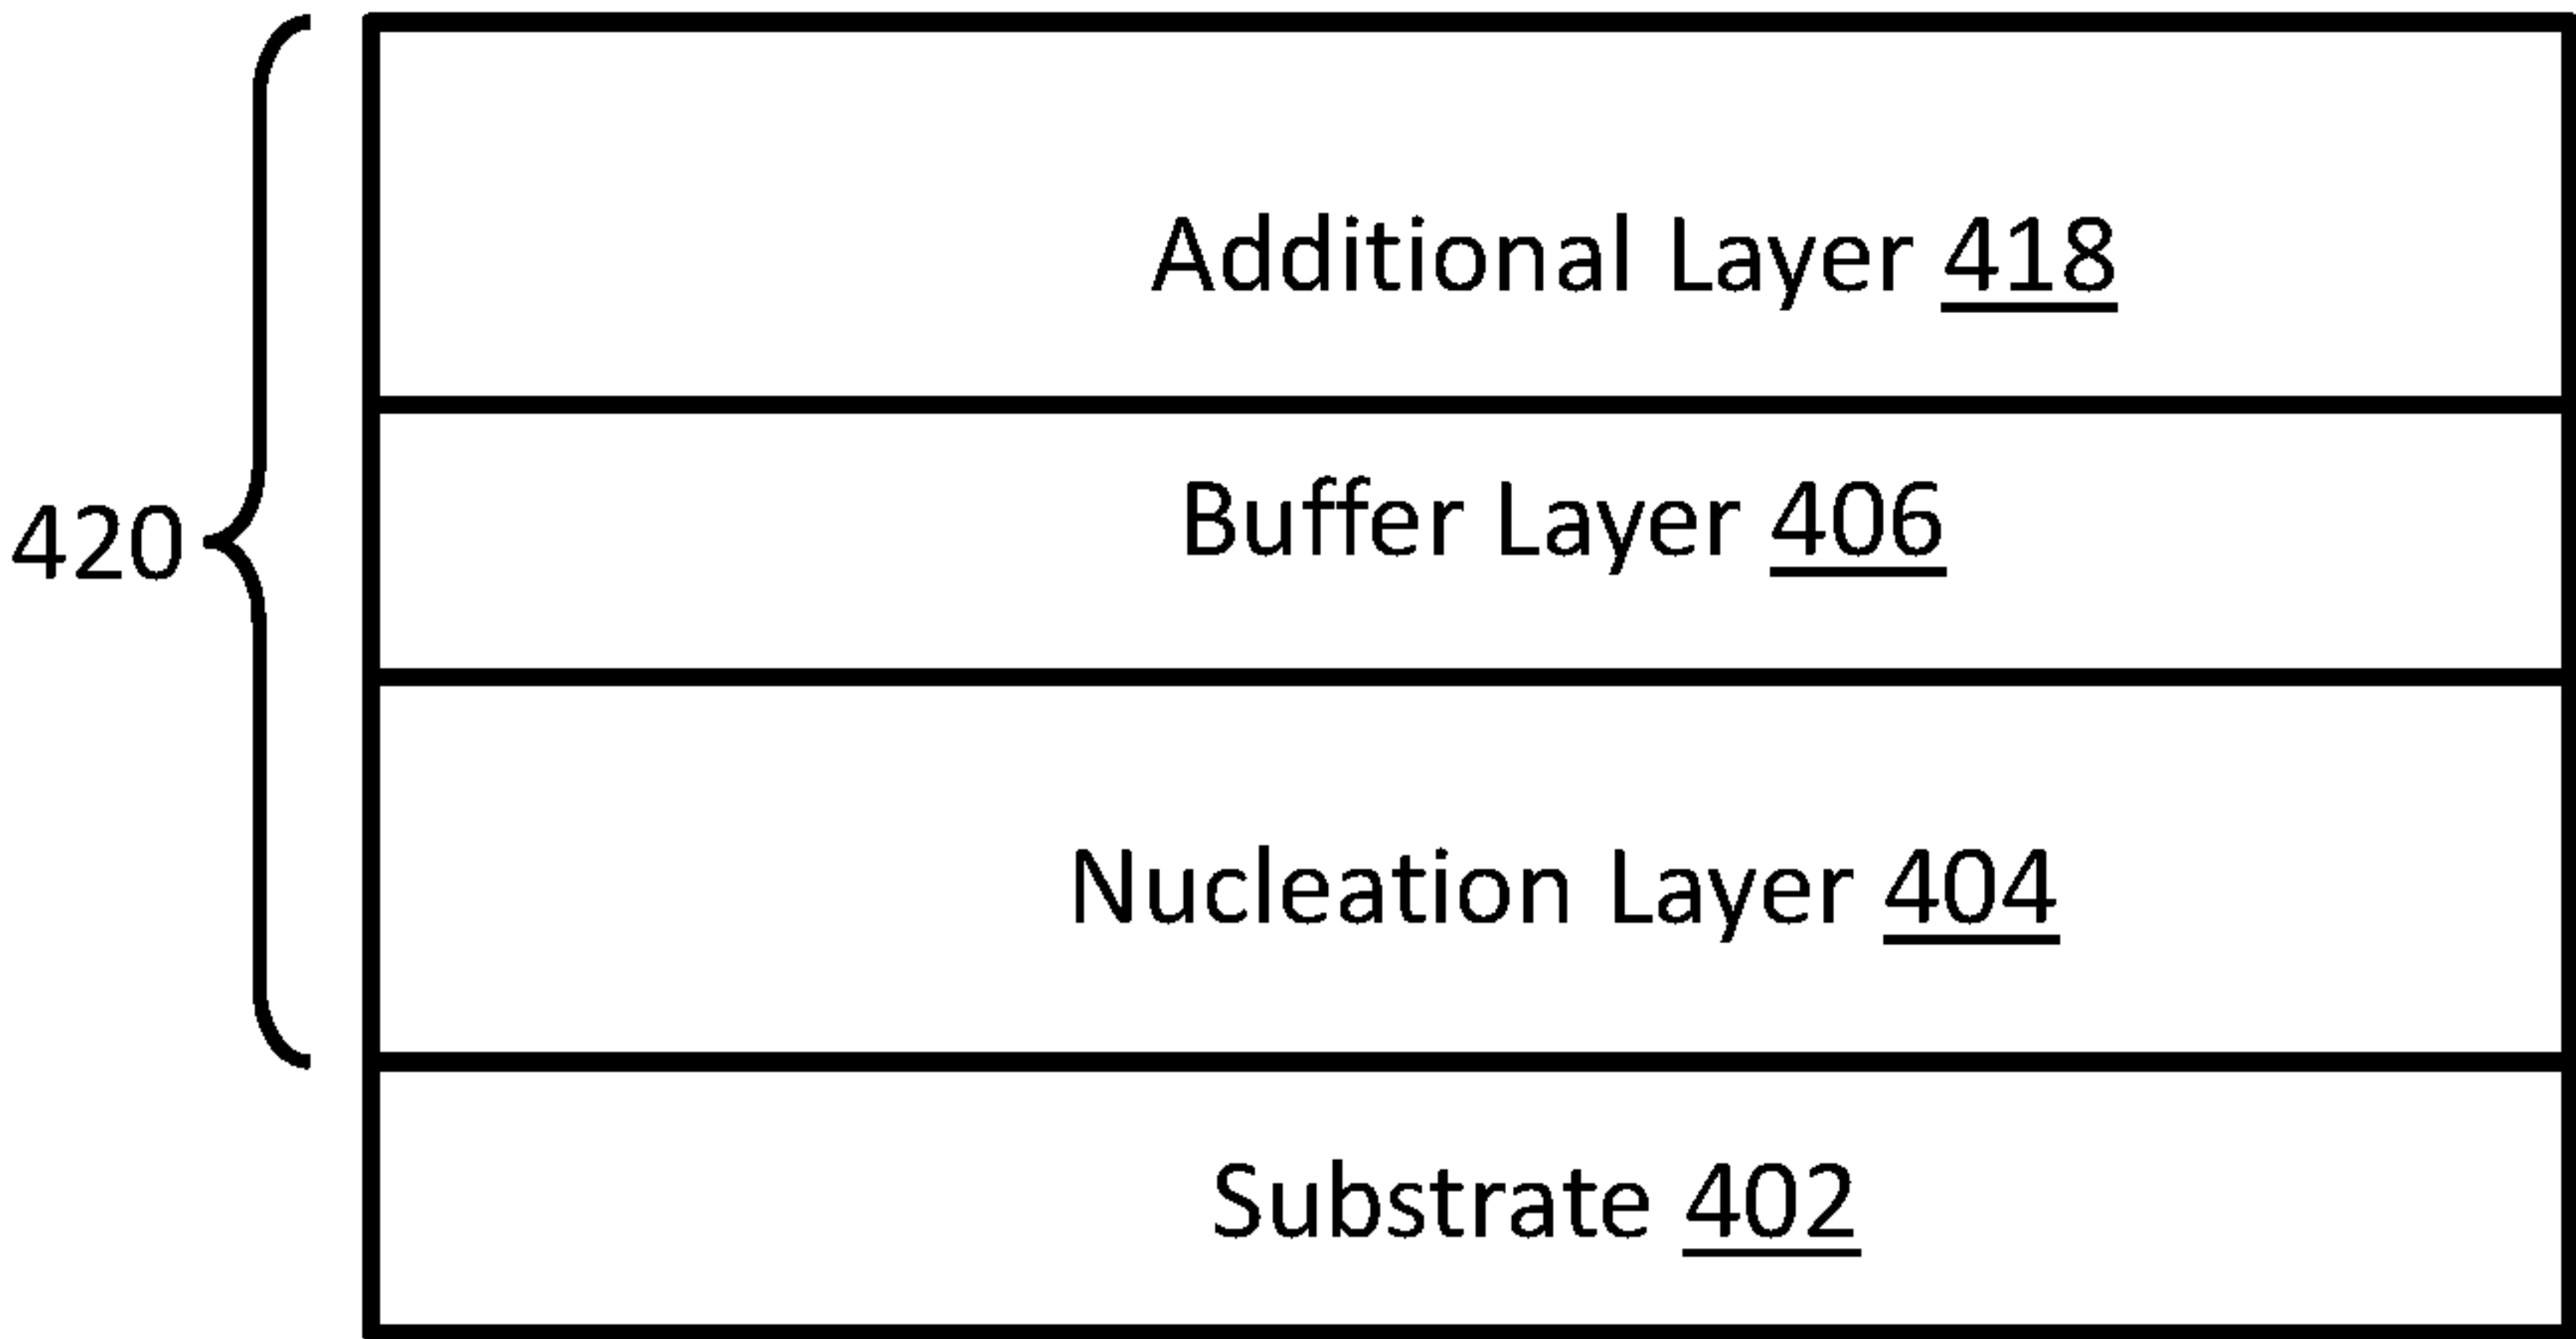 Additional Layer 418
Buffer Layer 406
420
Nucleation Layer 404
Substrate 402